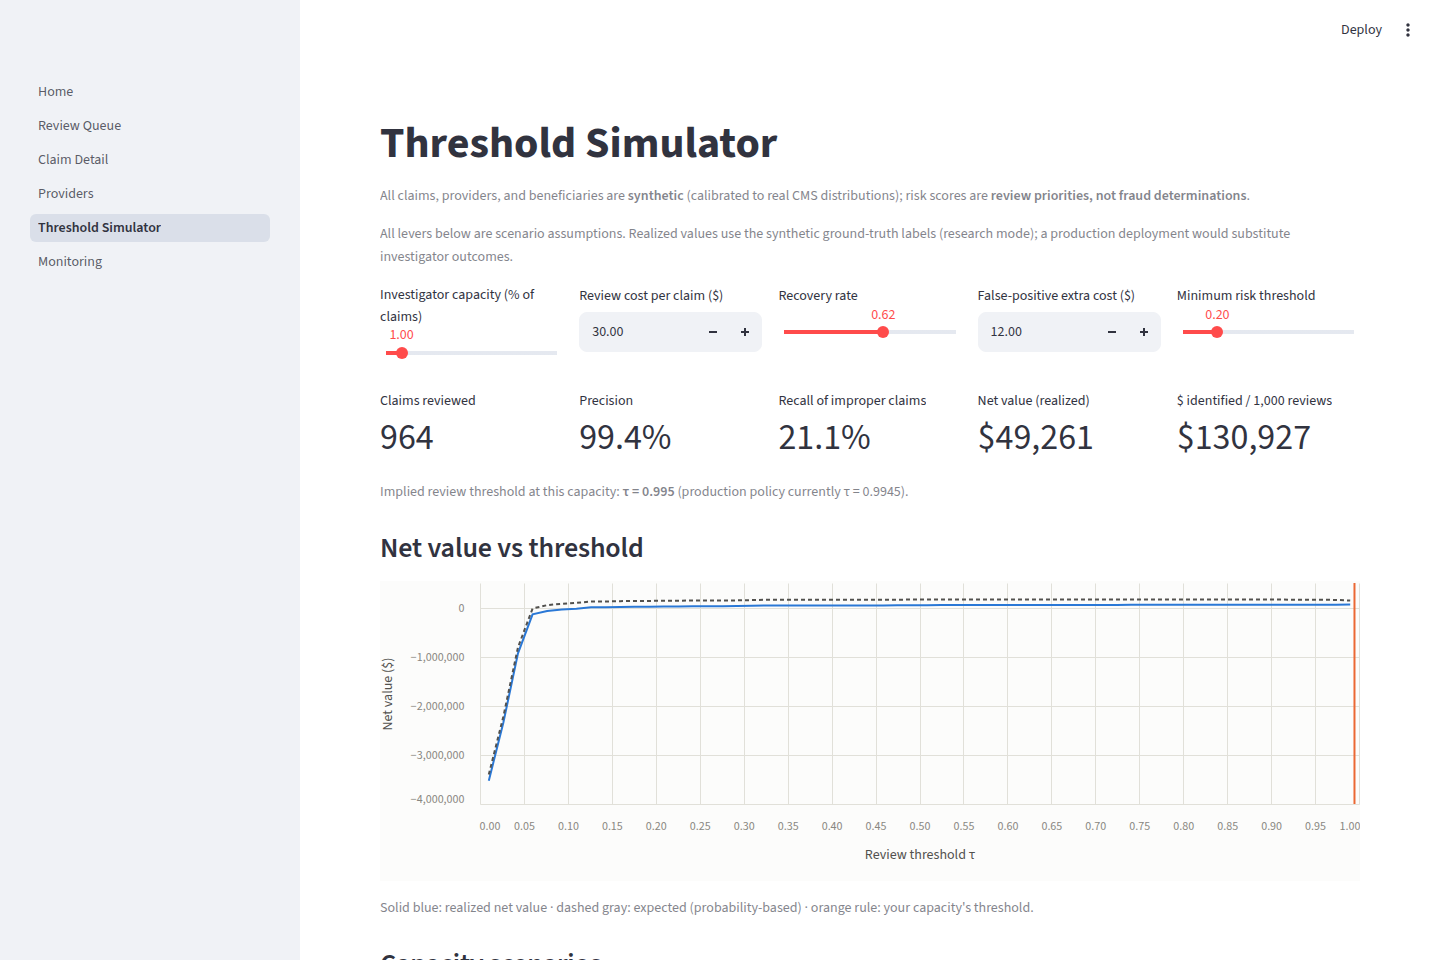 Deploy
Home
Review Queue
Claim Detail
Providers
Threshold Simulator
Monitoring
Threshold Simulator
All claims, providers, and beneficiaries are synthetic (calibrated to real CMS distributions); risk scores are review priorities, not fraud determinations.
All levers below are scenario assumptions. Realized values use the synthetic ground-truth labels (research mode); a production deployment would substitute
investigator outcomes.
Investigator capacity (% of
claims)
1.00
Review cost per claim ($)
30.00
Recovery rate
0.62
False-positive extra cost ($)
12.00
Minimum risk threshold
0.20
Claims reviewed
964
Precision
99.4%
Recall of improper claims
21.1%
Net value (realized)
$49,261
$ identified / 1,000 reviews
$130,927
Implied review threshold at this capacity: τ = 0.995 (production policy currently τ = 0.9945).
Net value vs threshold
Net value ($)
0
−1,000,000
−2,000,000
−3,000,000
−4,000,000
0.00 0.05 0.10 0.15 0.20 0.25 0.30 0.35 0.40 0.45 0.50 0.55 0.60 0.65 0.70 0.75 0.80 0.85 0.90 0.95 1.00
Review threshold τ
Solid blue: realized net value · dashed gray: expected (probability-based) · orange rule: your capacity's threshold.
Capacity scenarios